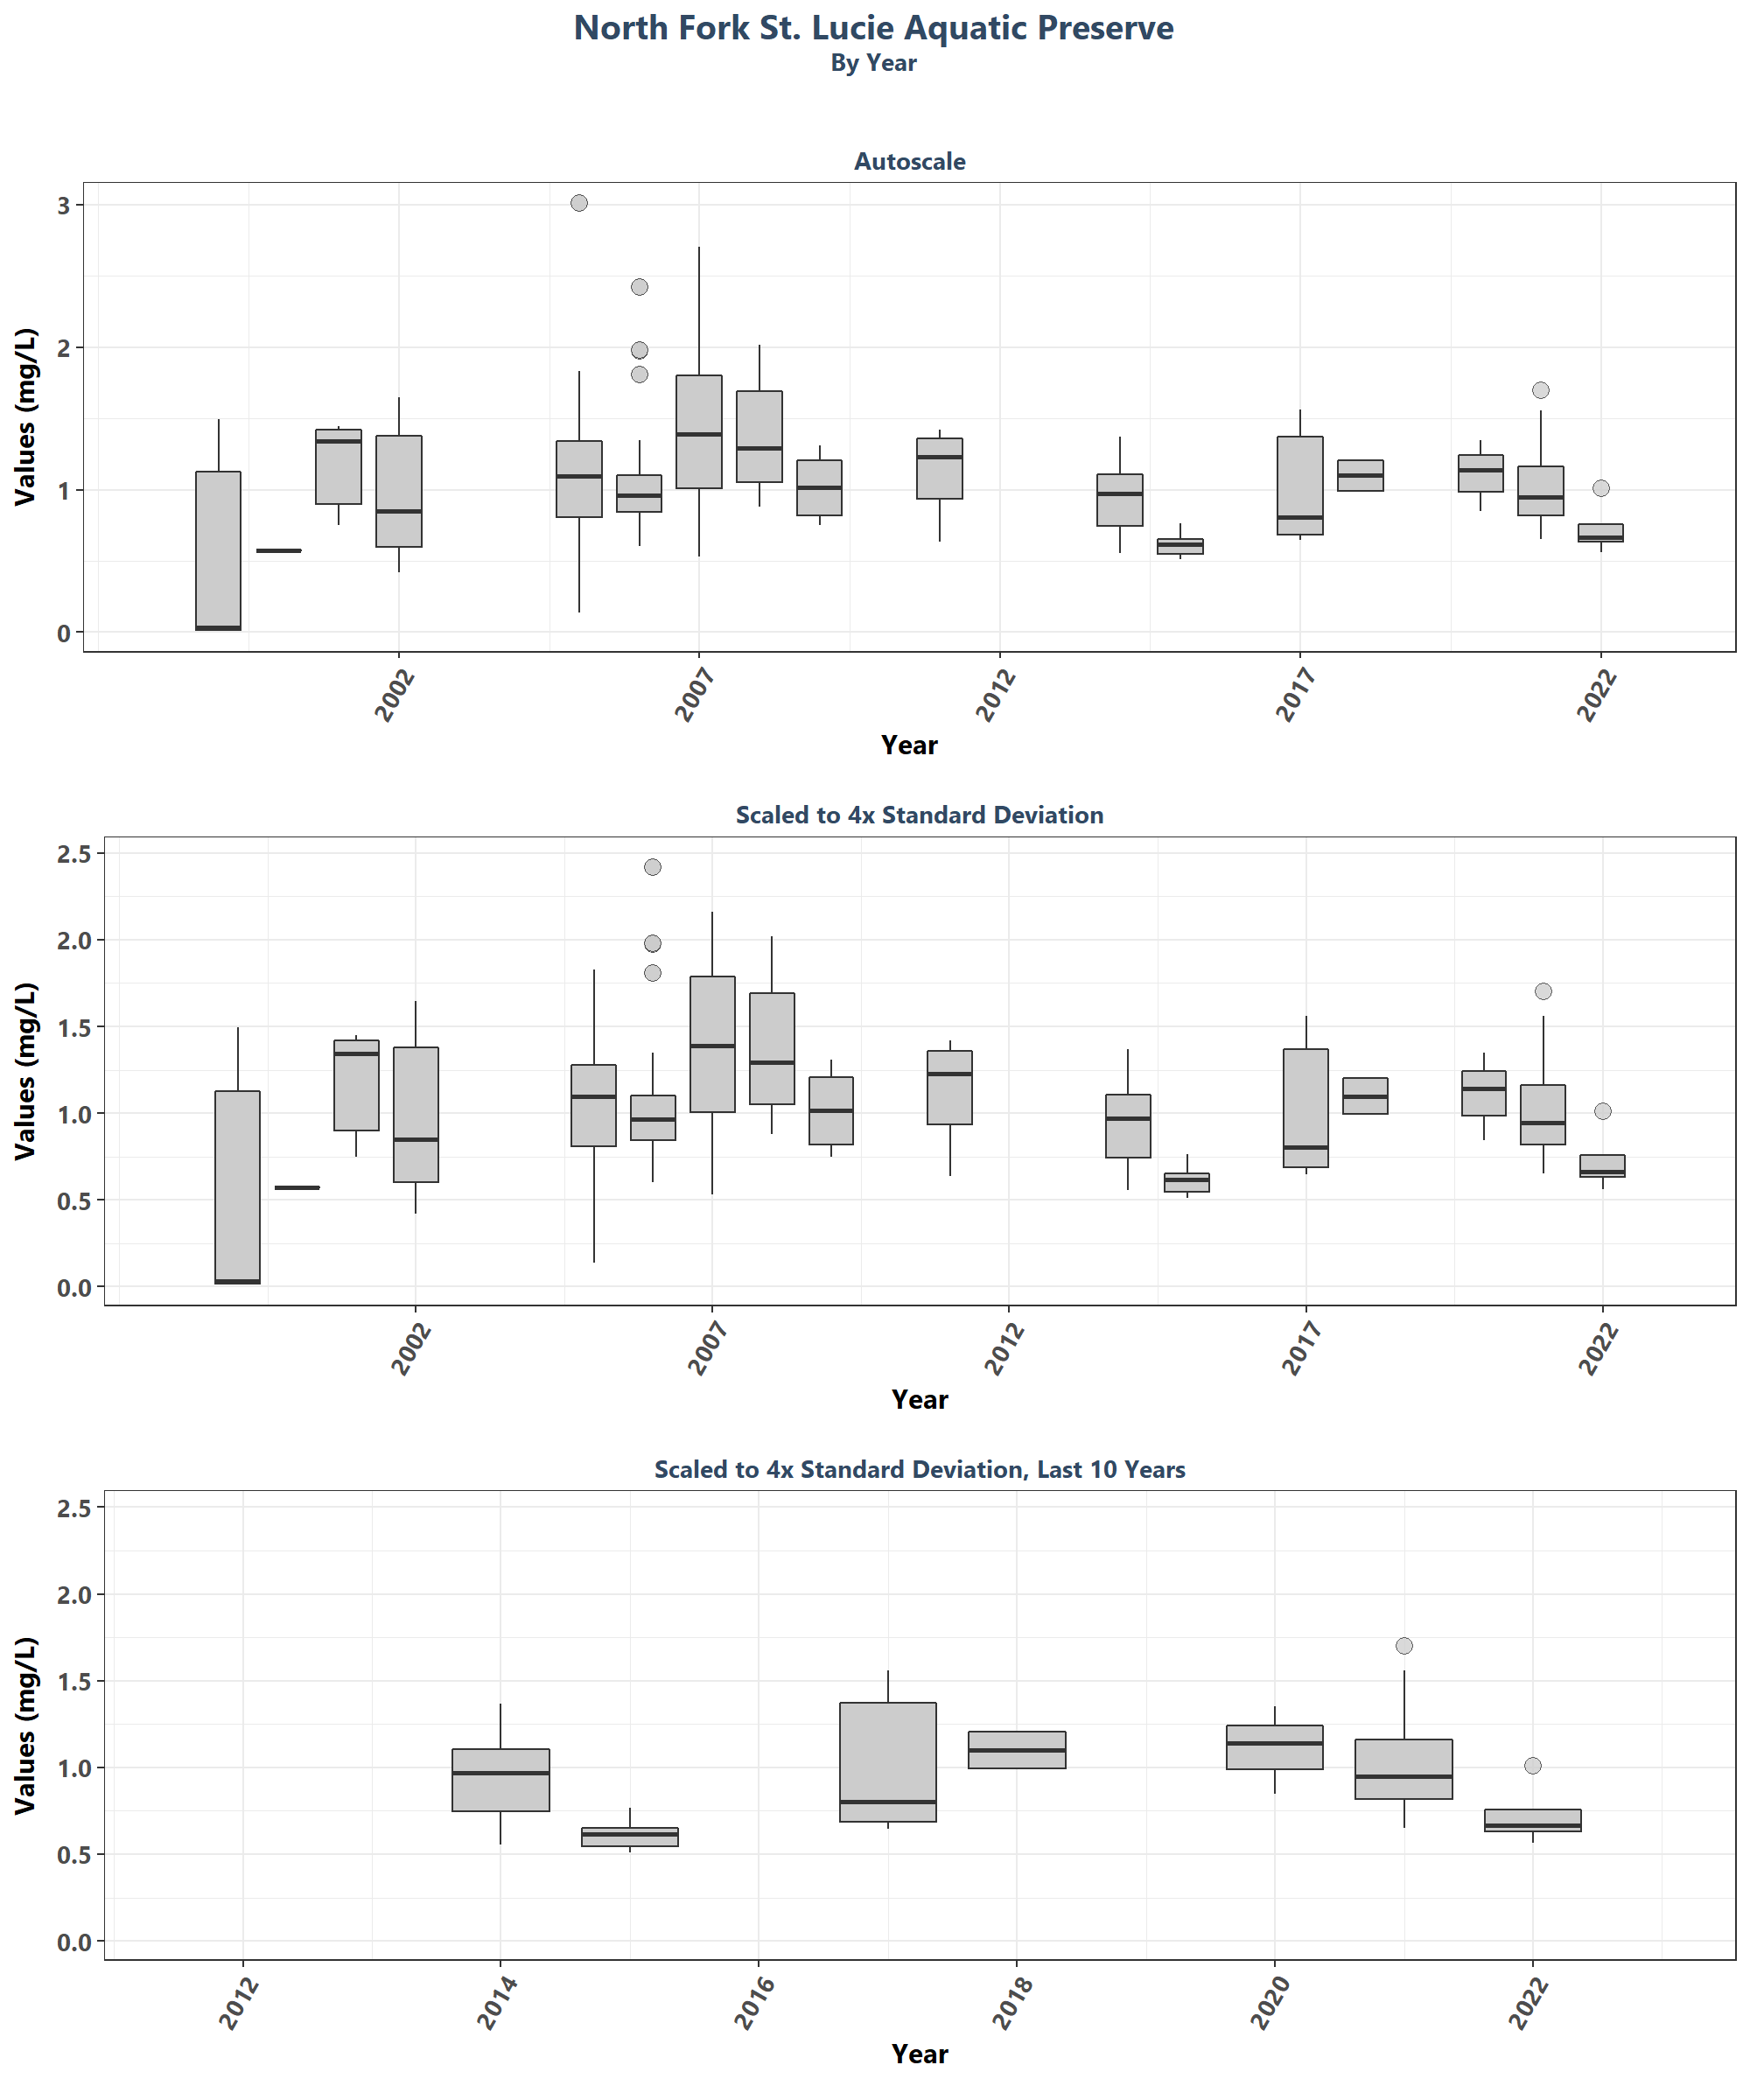 North Fork St. Lucie Aquatic Preserve
By Year
Autoscale
Values (mg/L)
3
2
1
0
2002 2007 2012 2017 2022
Year
Scaled to 4x Standard Deviation
Values (mg/L)
2.5
2.0
1.5
1.0
0.5
0.0
2002 2007 2012 2017 2022
Year
Scaled to 4x Standard Deviation, Last 10 Years
Values (mg/L)
2.5
2.0
1.5
1.0
0.5
0.0
2012 2014 2016 2018 2020 2022
Year